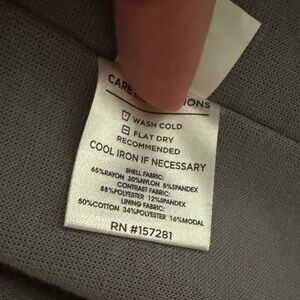 CARE IONS
WASH COLD
FLAT DRY
RECOMMENDED
COOL IRON IF NECESSARY
SHELL FABRIC:
65%RAYON 30%NYLON 5%SPANDEX
CONTRAST FABRIC:
88%POLYESTER 12%SPANDEX
LINING FABRIC:
50%COTTON 34%POLYESTER 16%MODAL
RN #157281